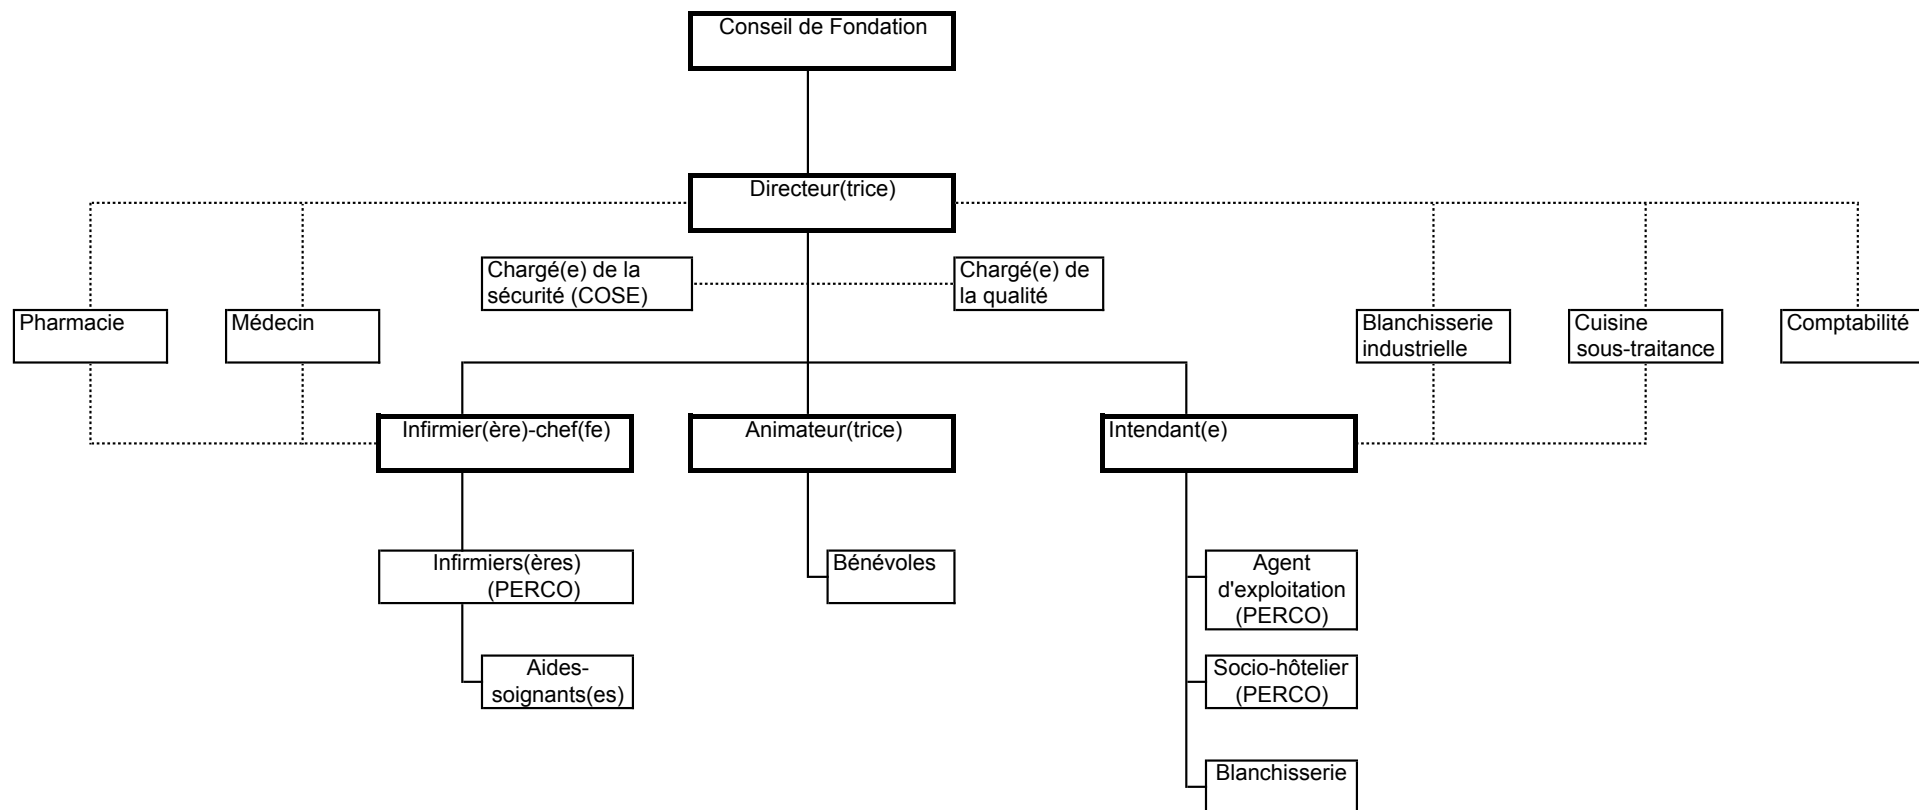 Conseil de Fondation
Directeur(trice)
Chargé(e) de la
sécurité (COSE)
Chargé(e) de
la qualité
Pharmacie
Médecin
Blanchisserie
industrielle
Cuisine
sous-traitance
Comptabilité
Infirmier(ère)-chef(fe)
Animateur(trice)
Intendant(e)
Infirmiers(ères)
(PERCO)
Bénévoles
Agent
d'exploitation
(PERCO)
Aides-
soignants(es)
Socio-hôtelier
(PERCO)
Blanchisserie